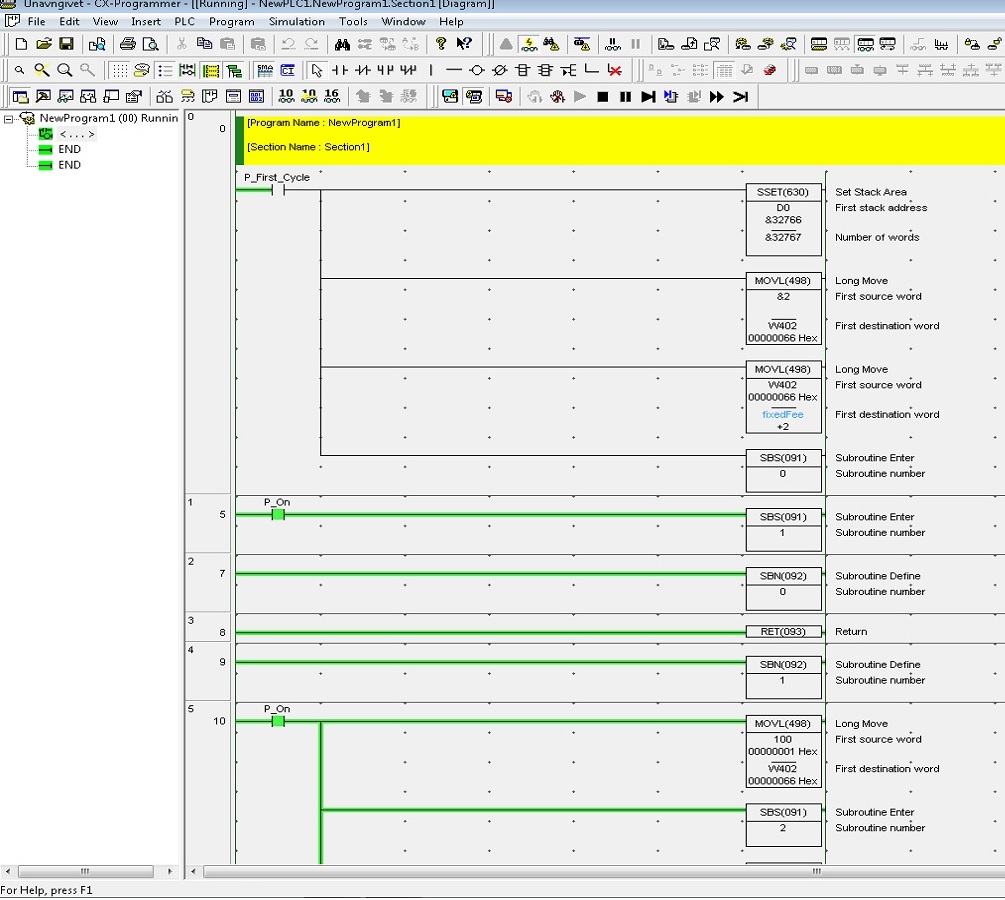 Unavngivet - CX-Programmer - [[Running] - NewPLC1.NewProgram1.Section1 [Diagram]]
File Edit View Insert PLC Program Simulation Tools Window Help
10 10 16
NewProgram1 (00) Runnin
<...>
END
END
0
0
[Program Name : NewProgram1]
[Section Name : Section1]
P_First_Cycle
SSET(630) Set Stack Area
D0 First stack address
&32766
&32767 Number of words
MOVL(498) Long Move
&2 First source word
W402 First destination word
00000066 Hex
MOVL(498) Long Move
W402 First source word
00000066 Hex
fixedFee First destination word
+2
SBS(091) Subroutine Enter
0 Subroutine number
1
P_On
5
SBS(091) Subroutine Enter
1 Subroutine number
2
7
SBN(092) Subroutine Define
0 Subroutine number
3
8
RET(093) Return
4
9
SBN(092) Subroutine Define
1 Subroutine number
5
P_On
10
MOVL(498) Long Move
100 First source word
00000001 Hex
W402 First destination word
00000066 Hex
SBS(091) Subroutine Enter
2 Subroutine number
For Help, press F1